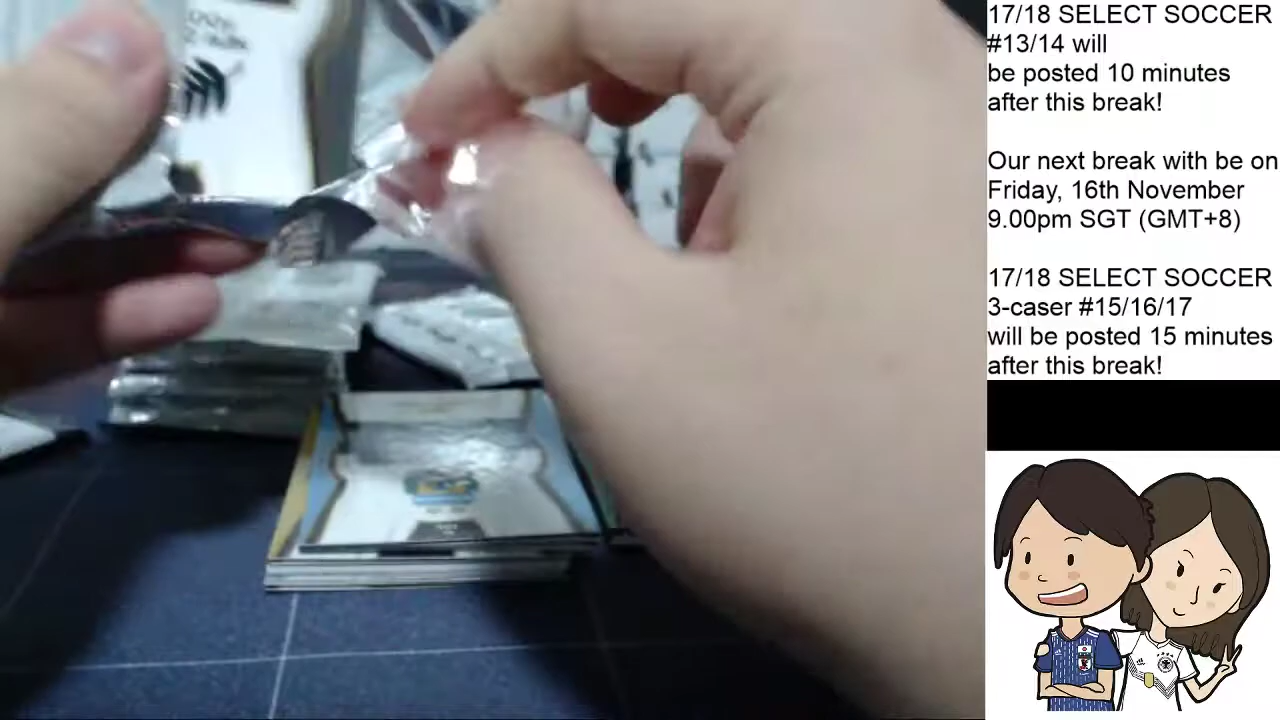 17/18 SELECT SOCCER
#13/14 will
be posted 10 minutes
after this break!
Our next break with be on
Friday, 16th November
9.00pm SGT (GMT+8)
17/18 SELECT SOCCER
3-caser #15/16/17
will be posted 15 minutes
after this break!